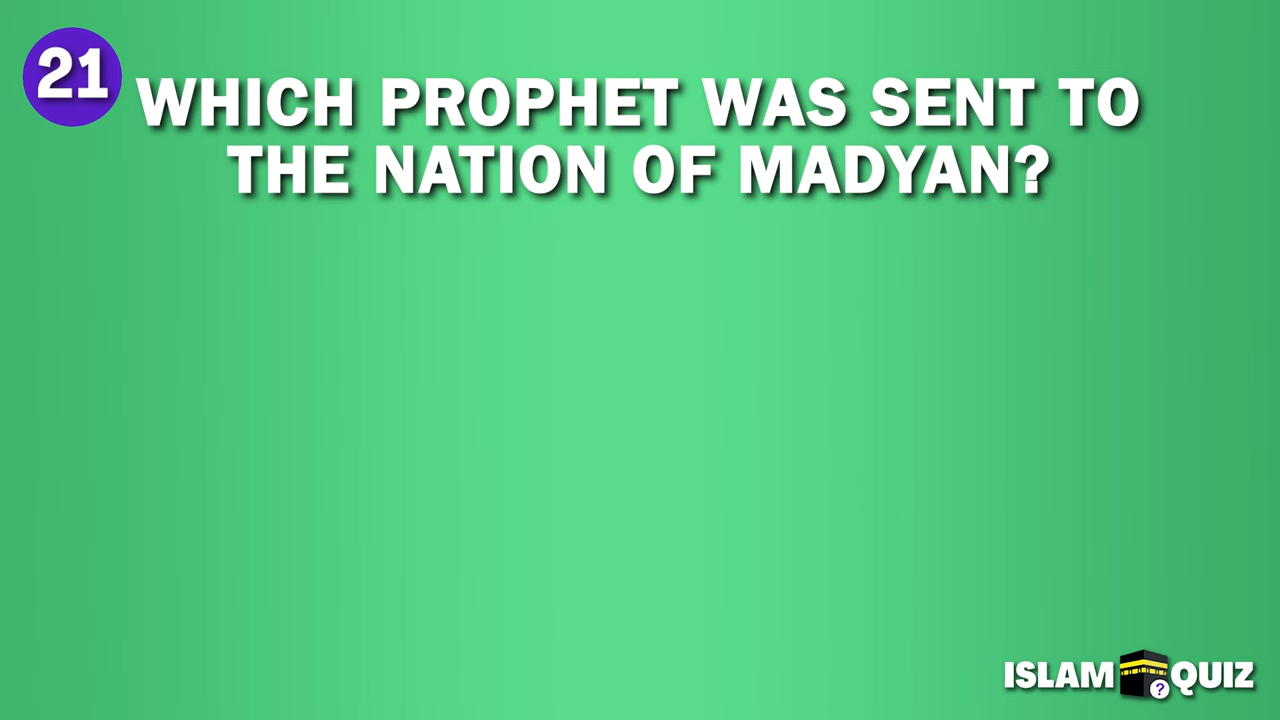 21
WHICH PROPHET WAS SENT TO
THE NATION OF MADYAN?
ISLAM ? QUIZ